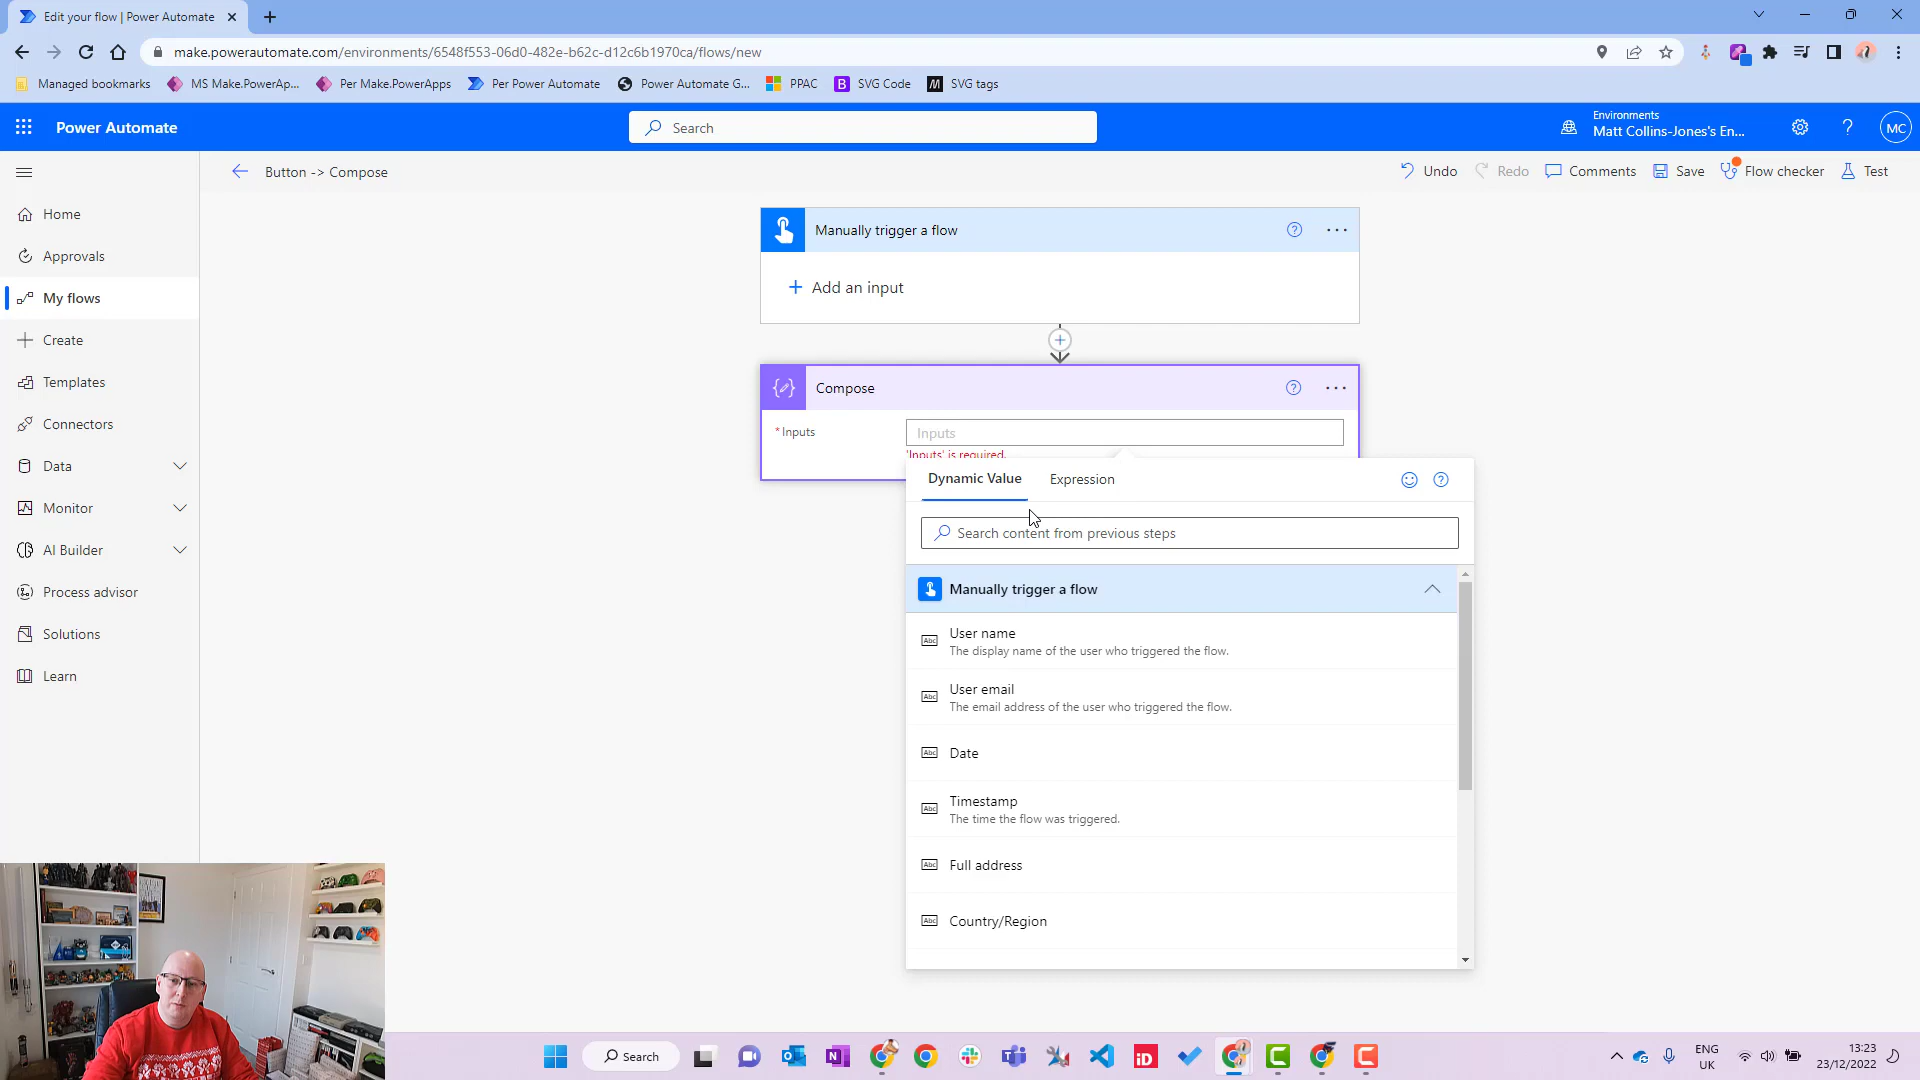 Edit your flow | Power Automate
make.powerautomate.com/environments/6548f553-06d0-482e-b62c-d12c6b1970ca/flows/new
Managed bookmarks
MS Make.PowerAp...
Per Make.PowerApps
Per Power Automate
Power Automate G...
PPAC
SVG Code
SVG tags
Power Automate
Search
Environments
Matt Collins-Jones's En...
MC
Button -> Compose
Undo
Redo
Comments
Save
Flow checker
Test
Home
Approvals
My flows
Create
Templates
Connectors
Data
Monitor
AI Builder
Process advisor
Solutions
Learn
Manually trigger a flow
Add an input
Compose
* Inputs
Inputs
'Inputs' is required.
Dynamic Value
Expression
Search content from previous steps
Manually trigger a flow
Abc
User name
The display name of the user who triggered the flow.
Abc
User email
The email address of the user who triggered the flow.
Abc
Date
Abc
Timestamp
The time the flow was triggered.
Abc
Full address
Abc
Country/Region
Search
iD
ENG
UK
13:23
23/12/2022